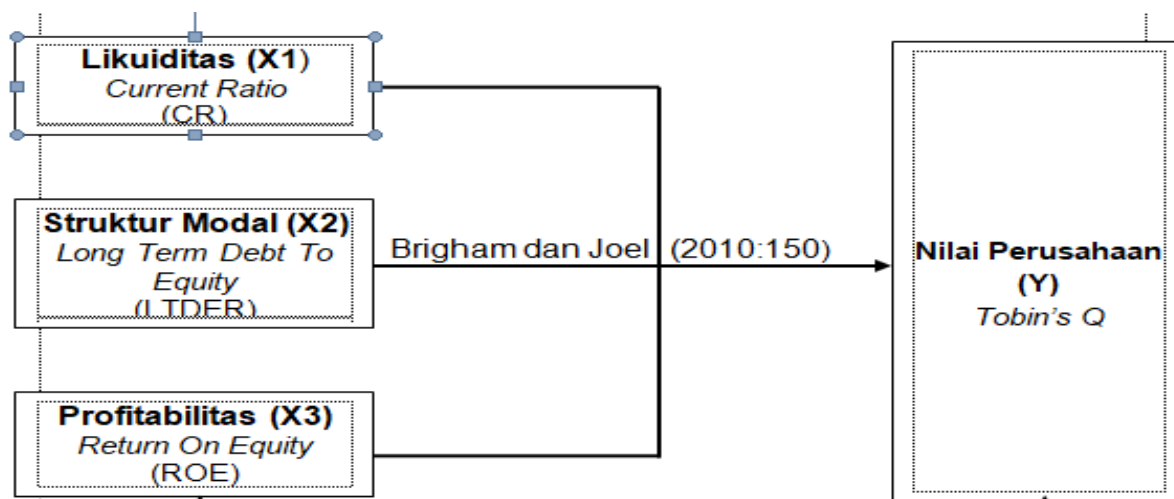 Likuiditas (X1)
Current Ratio
(CR)
Struktur Modal (X2)
Long Term Debt To
Equity
(LTDER)
Brigham dan Joel (2010:150)
Nilai Perusahaan
(Y)
Tobin's Q
Profitabilitas (X3)
Return On Equity
(ROE)